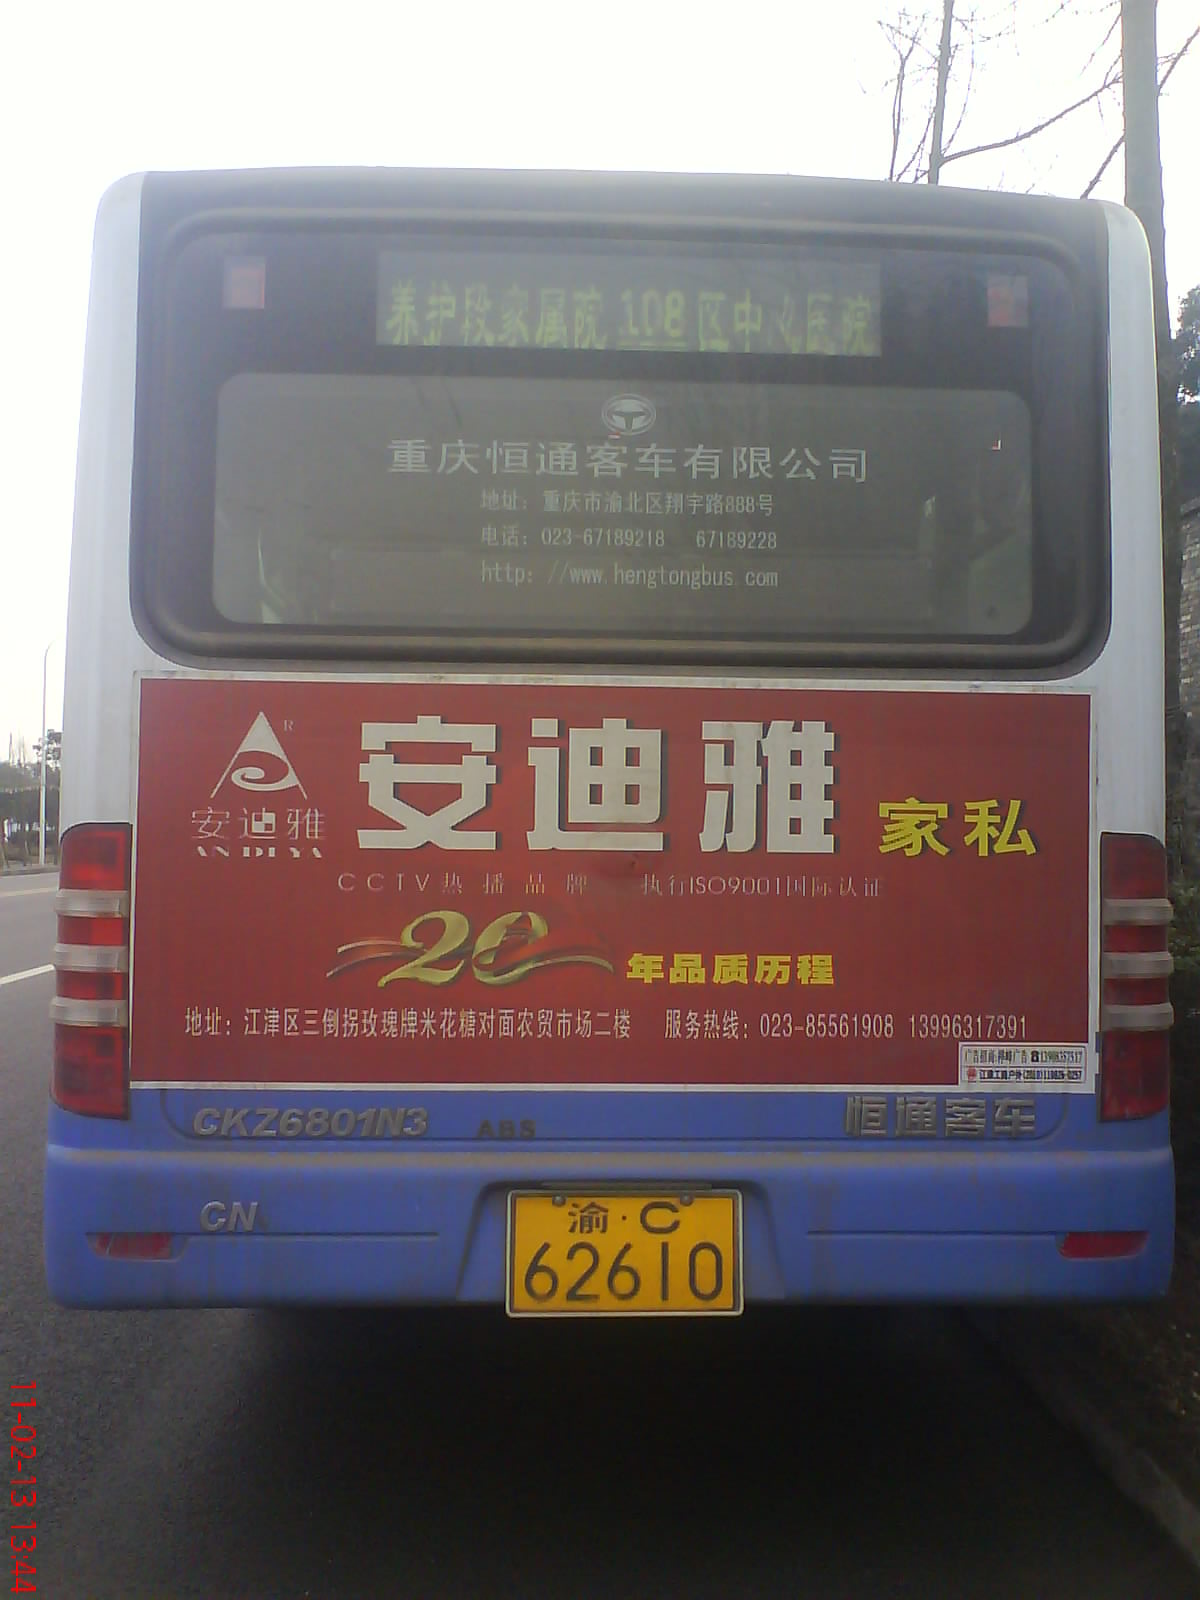 养护段家属院 108 区中心医院
重庆恒通客车有限公司
地址：重庆市渝北区翔宇路888号
电话：023-67189218 67189228
http：//www.hengtongbus.com
R
安迪雅
ANDIYA
安迪雅 家私
CCTV热播品牌 执行ISO9001国际认证
20年品质历程
地址：江津区三倒拐玫瑰牌米花糖对面农贸市场二楼 服务热线：023-85561908 13996317391
CKZ6801N3 ABS 恒通客车
CN
渝·C
62610
11-02-13 13:44